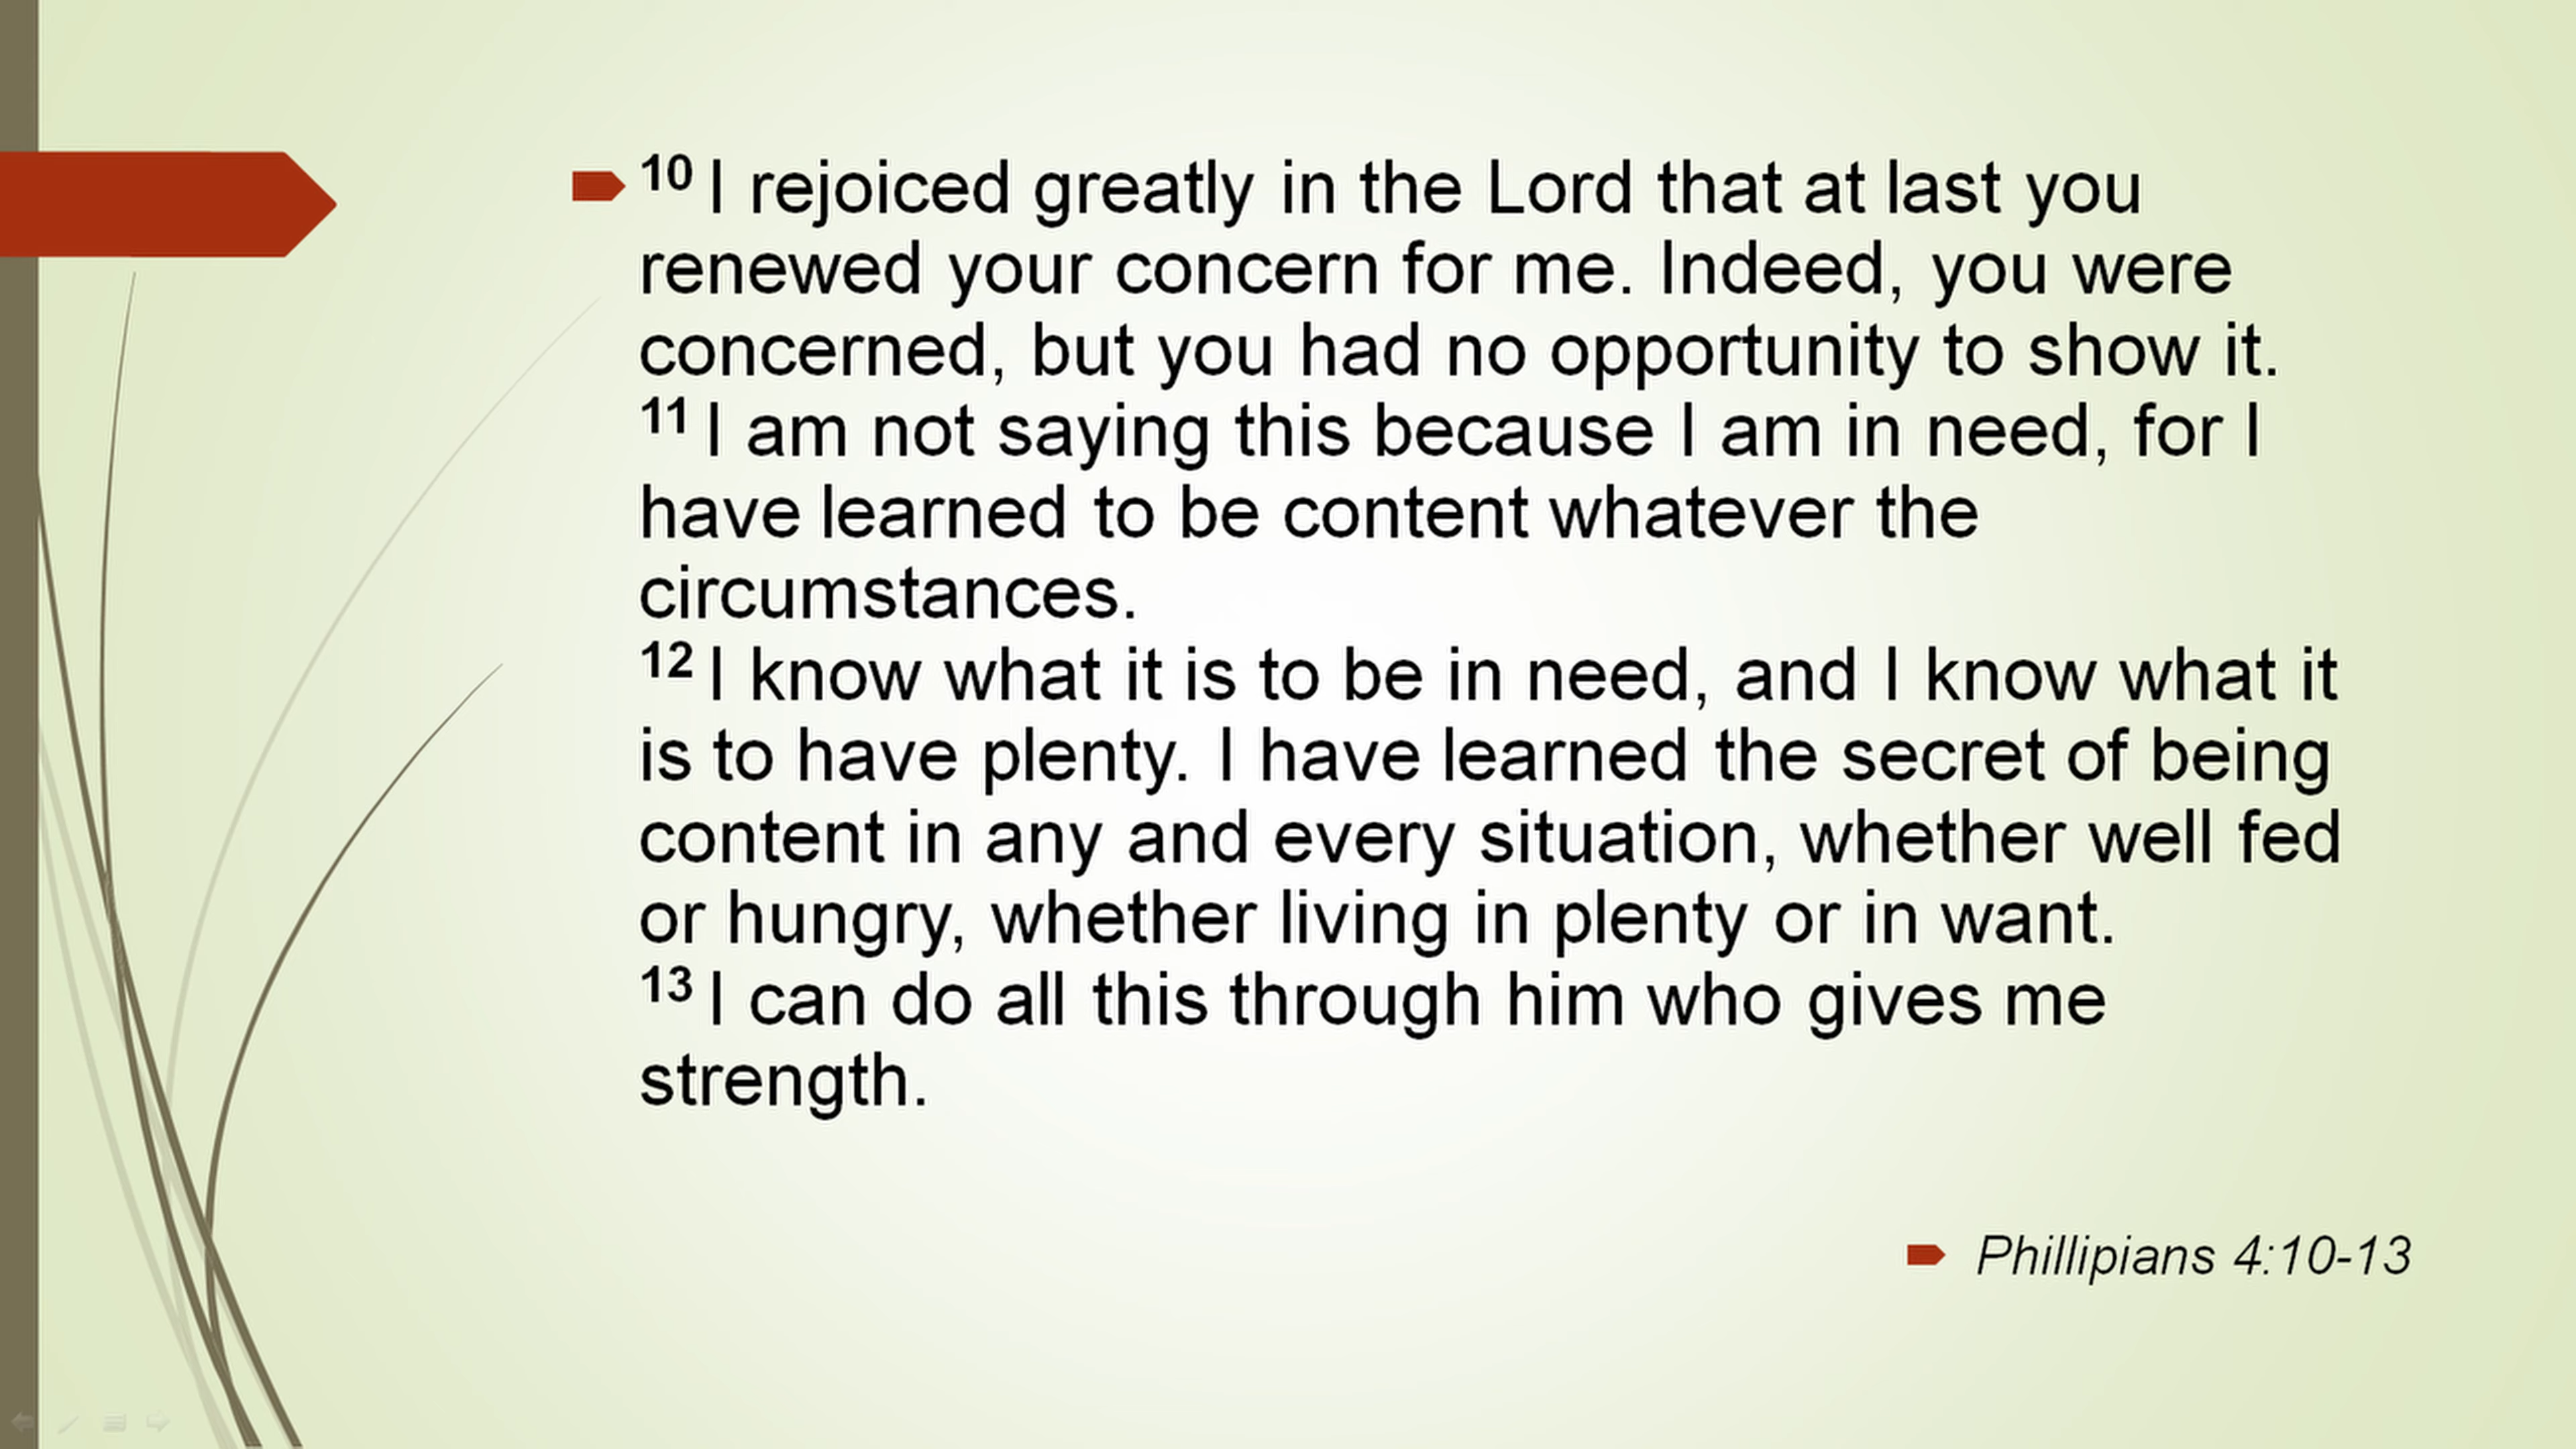 10 I rejoiced greatly in the Lord that at last you
renewed your concern for me. Indeed, you were
concerned, but you had no opportunity to show it.
11 I am not saying this because I am in need, for I
have learned to be content whatever the
circumstances.
12 I know what it is to be in need, and I know what it
is to have plenty. I have learned the secret of being
content in any and every situation, whether well fed
or hungry, whether living in plenty or in want.
13 I can do all this through him who gives me
strength.
Phillipians 4:10-13